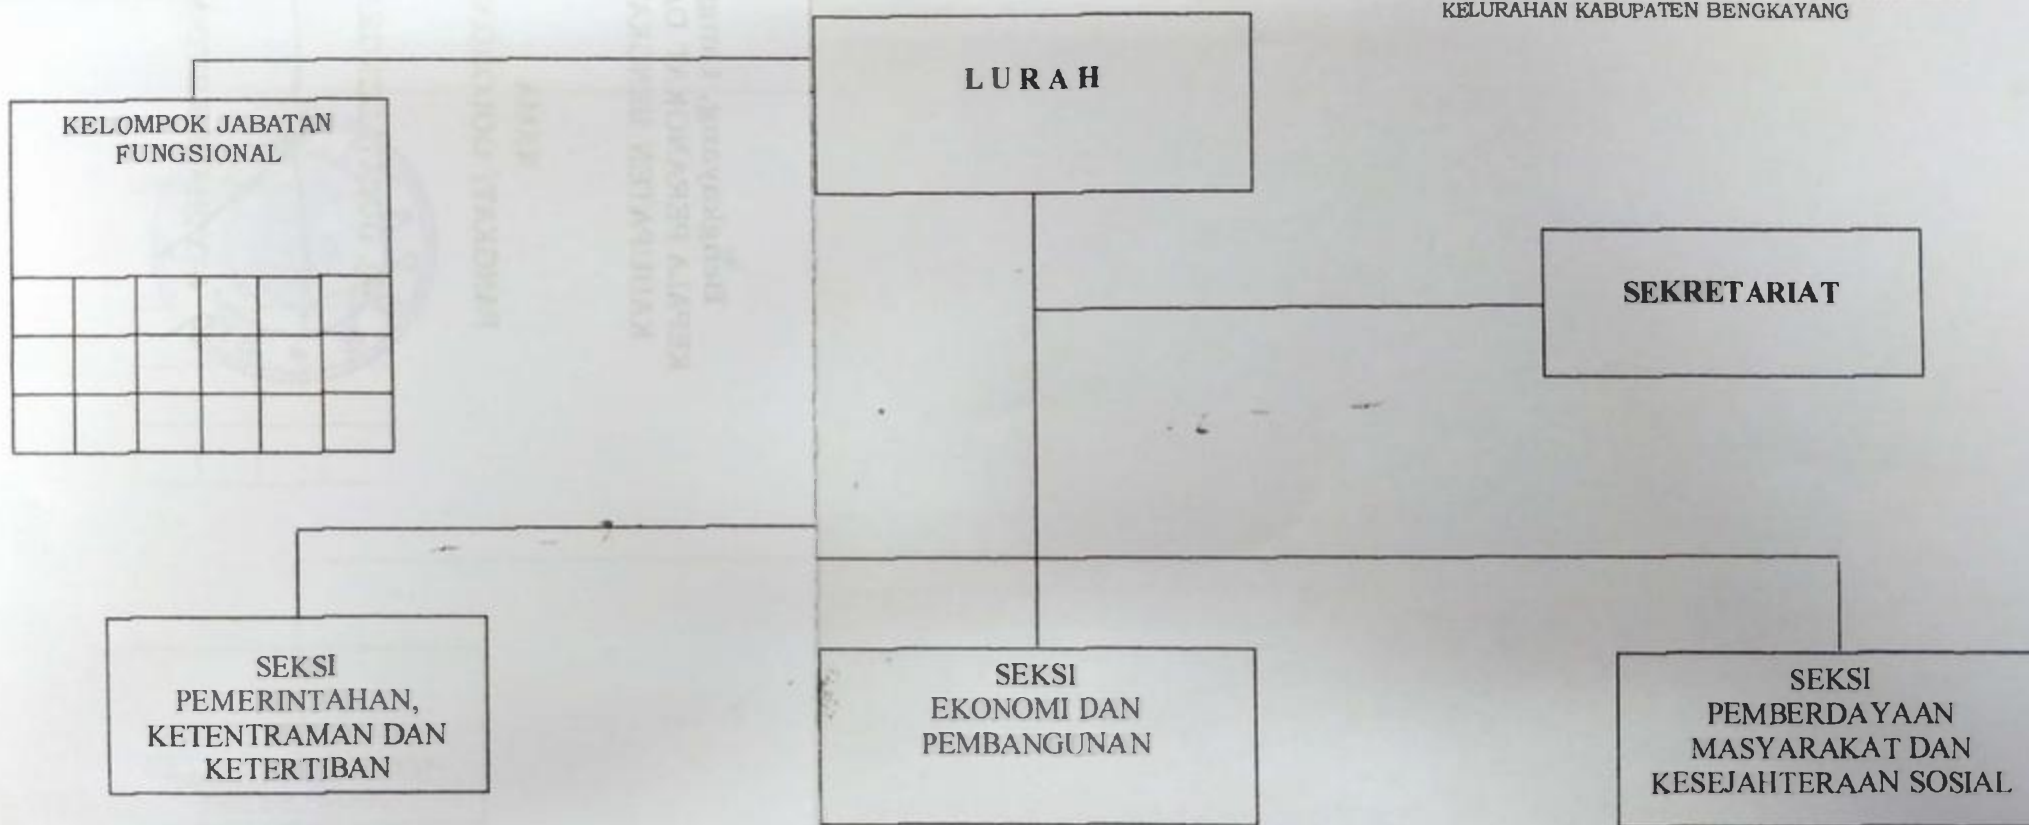 KELURAHAN KABUPATEN BENGKAYANG
LURAH
KELOMPOK JABATAN
FUNGSIONAL
SEKRETARIAT
SEKSI
PEMERINTAHAN,
KETENTRAMAN DAN
KETERTIBAN
SEKSI
EKONOMI DAN
PEMBANGUNAN
SEKSI
PEMBERDAYAAN
MASYARAKAT DAN
KESEJAHTERAAN SOSIAL